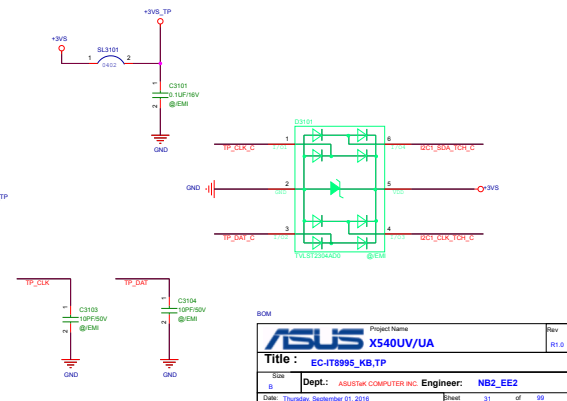 +3VS_TP
+3VS
SL3101
1
2
0402
1
C3101
0.1UF/16V
2
@/EMI
GND
D3101
TP_CLK_C
1
6
I2C1_SDA_TCH_C
GND
2
5
+3VS
TP_DAT_C
3
4
I2C1_CLK_TCH_C
TVLST2304AD0
@/EMI
TP
TP_CLK
1
C3103
10PF/50V
2
@/EMI
GND
TP_DAT
1
C3104
10PF/50V
2
@/EMI
GND
BOM
ASUS
Project Name
X540UV/UA
Rev
R1.0
Title : EC-IT8995_KB,TP
Size
B
Dept.: ASUSTeK COMPUTER INC. Engineer: NB2_EE2
Date: Thursday, September 01, 2016
Sheet 31 of 99